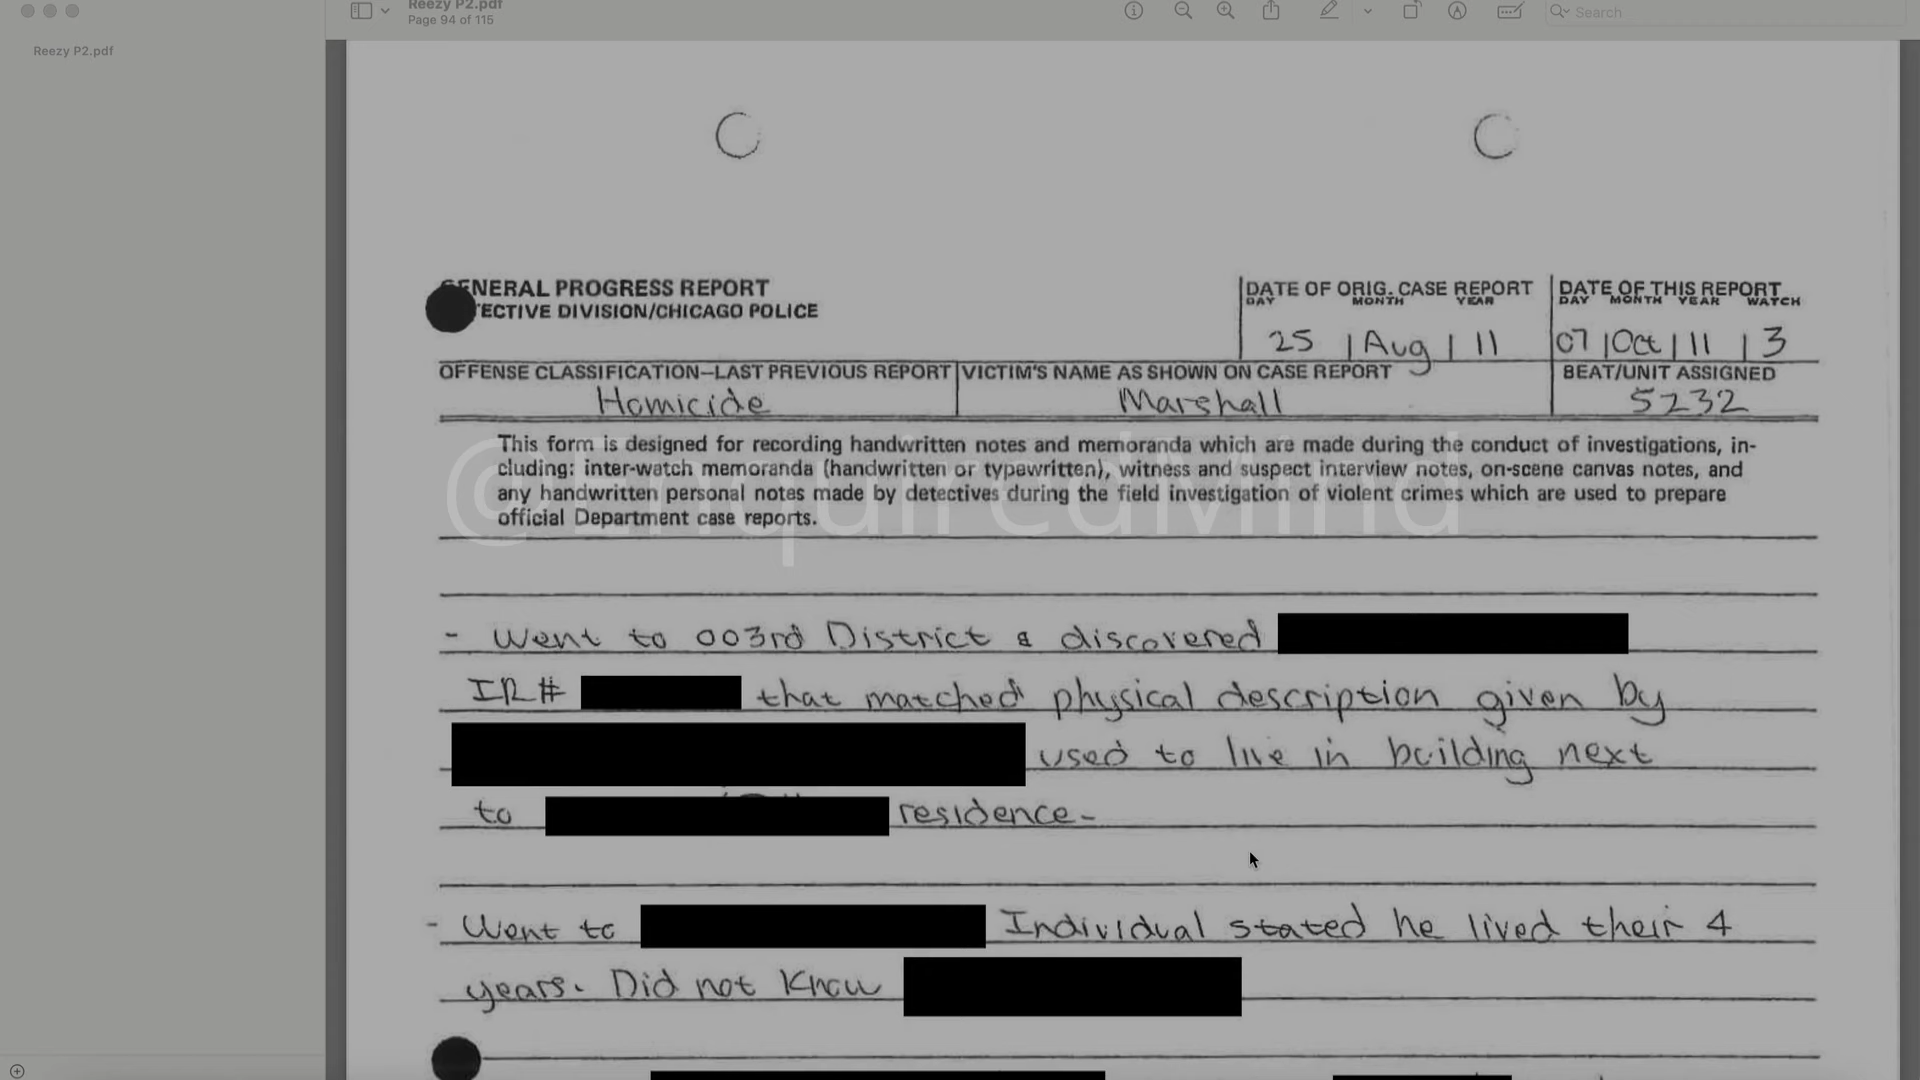 Reezy P2.pdf
Page 94 of 115
Search
Reezy P2.pdf
GENERAL PROGRESS REPORT
ECTIVE DIVISION/CHICAGO POLICE
DATE OF ORIG. CASE REPORT
DAY MONTH YEAR
25 | Aug | 11
DATE OF THIS REPORT
DAY MONTH YEAR WATCH
07 | Oct | 11 | 3
OFFENSE CLASSIFICATION—LAST PREVIOUS REPORT
Homicide
VICTIM'S NAME AS SHOWN ON CASE REPORT
Marshall
BEAT/UNIT ASSIGNED
5232
This form is designed for recording handwritten notes and memoranda which are made during the conduct of investigations, in-
cluding: inter-watch memoranda (handwritten or typewritten), witness and suspect interview notes, on-scene canvas notes, and
any handwritten personal notes made by detectives during the field investigation of violent crimes which are used to prepare
official Department case reports.
@EnquiredMind
- Went to 003rd District & discovered
IR# that matched physical description given by
used to live in building next
to residence-
- Went to Individual stated he lived their 4
years. Did not Know